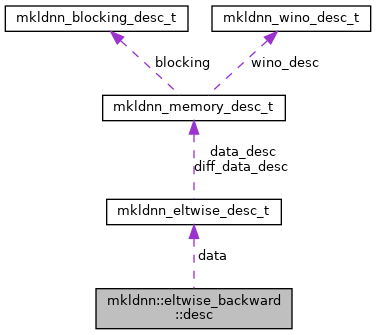 mkldnn_blocking_desc_t
mkldnn_wino_desc_t
blocking
wino_desc
mkldnn_memory_desc_t
data_desc
diff_data_desc
mkldnn_eltwise_desc_t
data
mkldnn::eltwise_backward
::desc